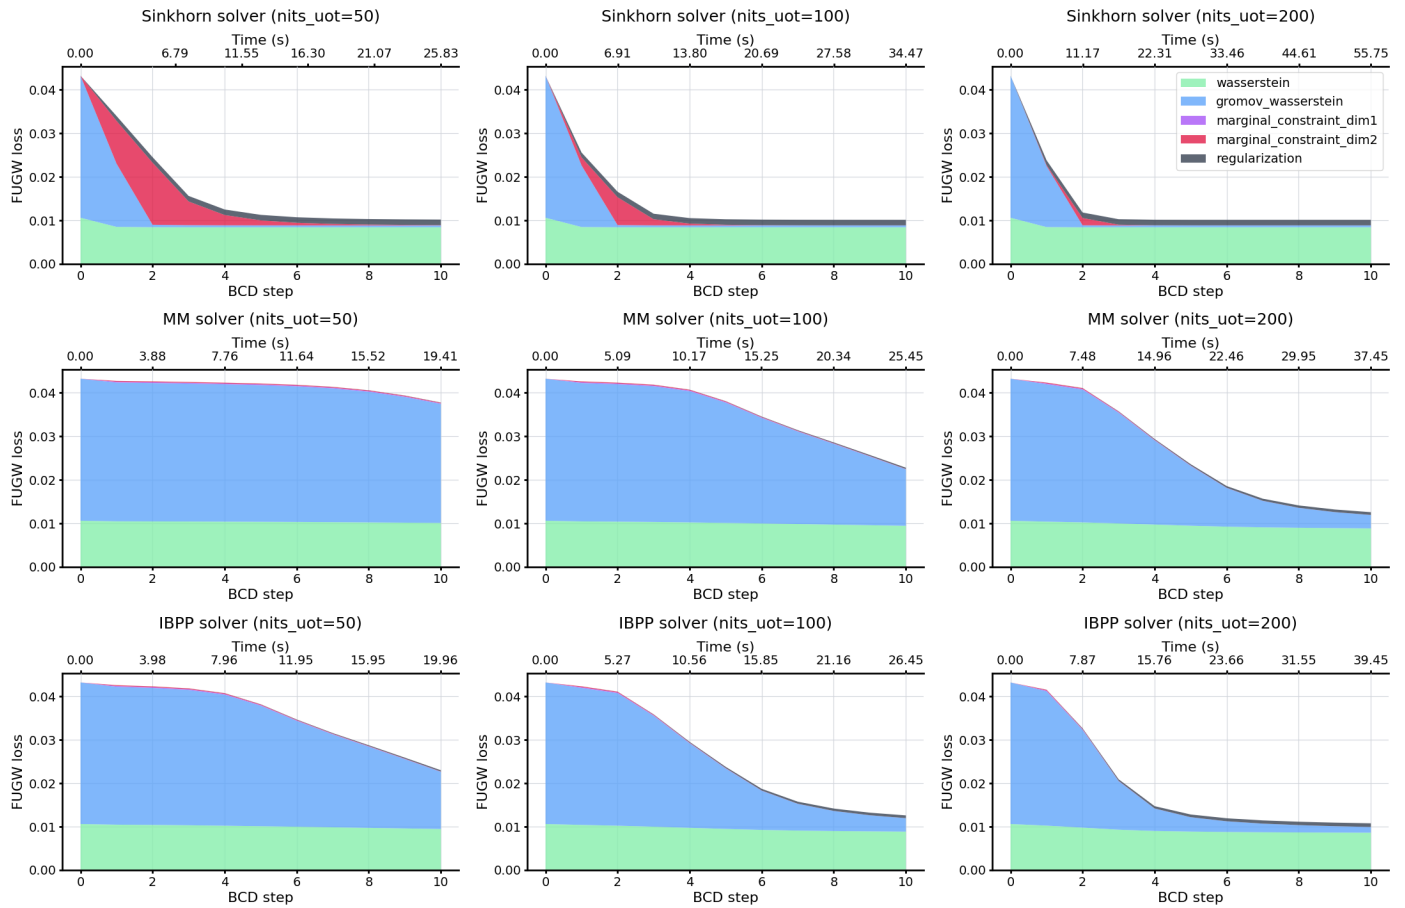 Sinkhorn solver (nits_uot=50)
Time (s)
0.00 6.79 11.55 16.30 21.07 25.83
FUGW loss
0.04
0.03
0.02
0.01
0.00
0 2 4 6 8 10
BCD step
Sinkhorn solver (nits_uot=100)
Time (s)
0.00 6.91 13.80 20.69 27.58 34.47
FUGW loss
0.04
0.03
0.02
0.01
0.00
0 2 4 6 8 10
BCD step
Sinkhorn solver (nits_uot=200)
Time (s)
0.00 11.17 22.31 33.46 44.61 55.75
FUGW loss
0.04
0.03
0.02
0.01
0.00
wasserstein
gromov_wasserstein
marginal_constraint_dim1
marginal_constraint_dim2
regularization
0 2 4 6 8 10
BCD step
MM solver (nits_uot=50)
Time (s)
0.00 3.88 7.76 11.64 15.52 19.41
FUGW loss
0.04
0.03
0.02
0.01
0.00
0 2 4 6 8 10
BCD step
MM solver (nits_uot=100)
Time (s)
0.00 5.09 10.17 15.25 20.34 25.45
FUGW loss
0.04
0.03
0.02
0.01
0.00
0 2 4 6 8 10
BCD step
MM solver (nits_uot=200)
Time (s)
0.00 7.48 14.96 22.46 29.95 37.45
FUGW loss
0.04
0.03
0.02
0.01
0.00
0 2 4 6 8 10
BCD step
IBPP solver (nits_uot=50)
Time (s)
0.00 3.98 7.96 11.95 15.95 19.96
FUGW loss
0.04
0.03
0.02
0.01
0.00
0 2 4 6 8 10
BCD step
IBPP solver (nits_uot=100)
Time (s)
0.00 5.27 10.56 15.85 21.16 26.45
FUGW loss
0.04
0.03
0.02
0.01
0.00
0 2 4 6 8 10
BCD step
IBPP solver (nits_uot=200)
Time (s)
0.00 7.87 15.76 23.66 31.55 39.45
FUGW loss
0.04
0.03
0.02
0.01
0.00
0 2 4 6 8 10
BCD step